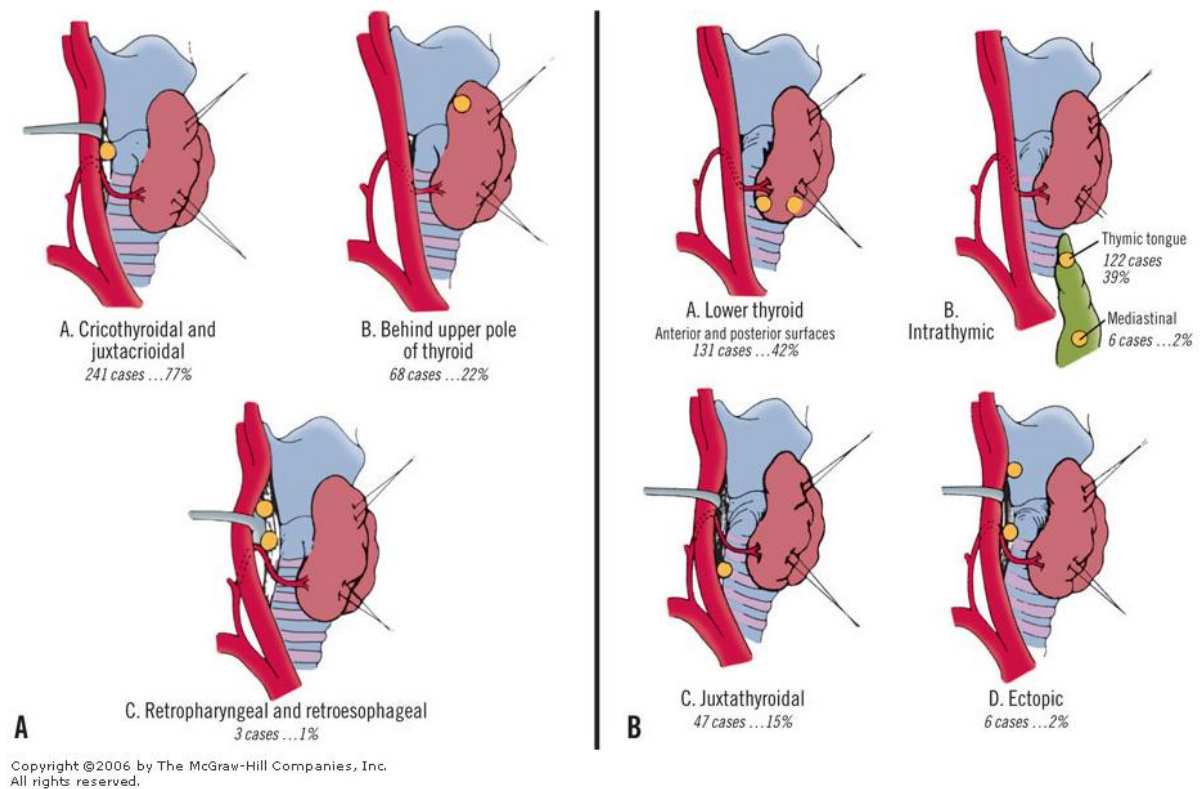 A. Cricothyroidal and
juxtacrioidal
241 cases ...77%
B. Behind upper pole
of thyroid
68 cases ...22%
C. Retropharyngeal and retroesophageal
3 cases ...1%
A
A. Lower thyroid
Anterior and posterior surfaces
131 cases ...42%
B.
Intrathymic
Thymic tongue
122 cases
39%
Mediastinal
6 cases ...2%
C. Juxtathyroidal
47 cases ...15%
D. Ectopic
6 cases ...2%
B
Copyright ©2006 by The McGraw-Hill Companies, Inc.
All rights reserved.